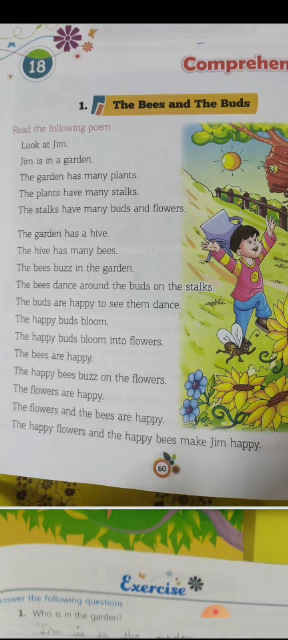 18
Comprehen
1. The Bees and The Buds
Read the following poem
Look at Jim.
Jim is in a garden.
The garden has many plants.
The plants have many stalks.
The stalks have many buds and flowers.
The garden has a hive.
The hive has many bees.
The bees buzz in the garden.
The bees dance around the buds on the stalks.
The buds are happy to see them dance.
The happy buds bloom.
The happy buds bloom into flowers.
The bees are happy.
The happy bees buzz on the flowers.
The flowers are happy.
The flowers and the bees are happy.
The happy flowers and the happy bees make Jim happy.
60
Exercise
nswer the following questions
1. Who is in the garden?
Jim is in the